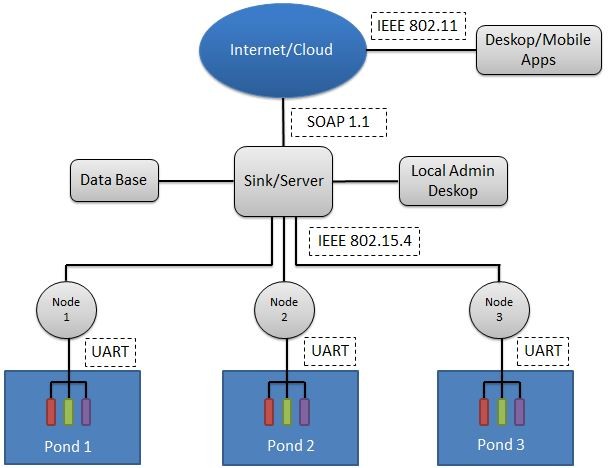 Internet/Cloud
IEEE 802.11
Deskop/Mobile
Apps
SOAP 1.1
Data Base
Sink/Server
Local Admin
Deskop
IEEE 802.15.4
Node
1
Node
2
Node
3
UART
UART
UART
Pond 1
Pond 2
Pond 3